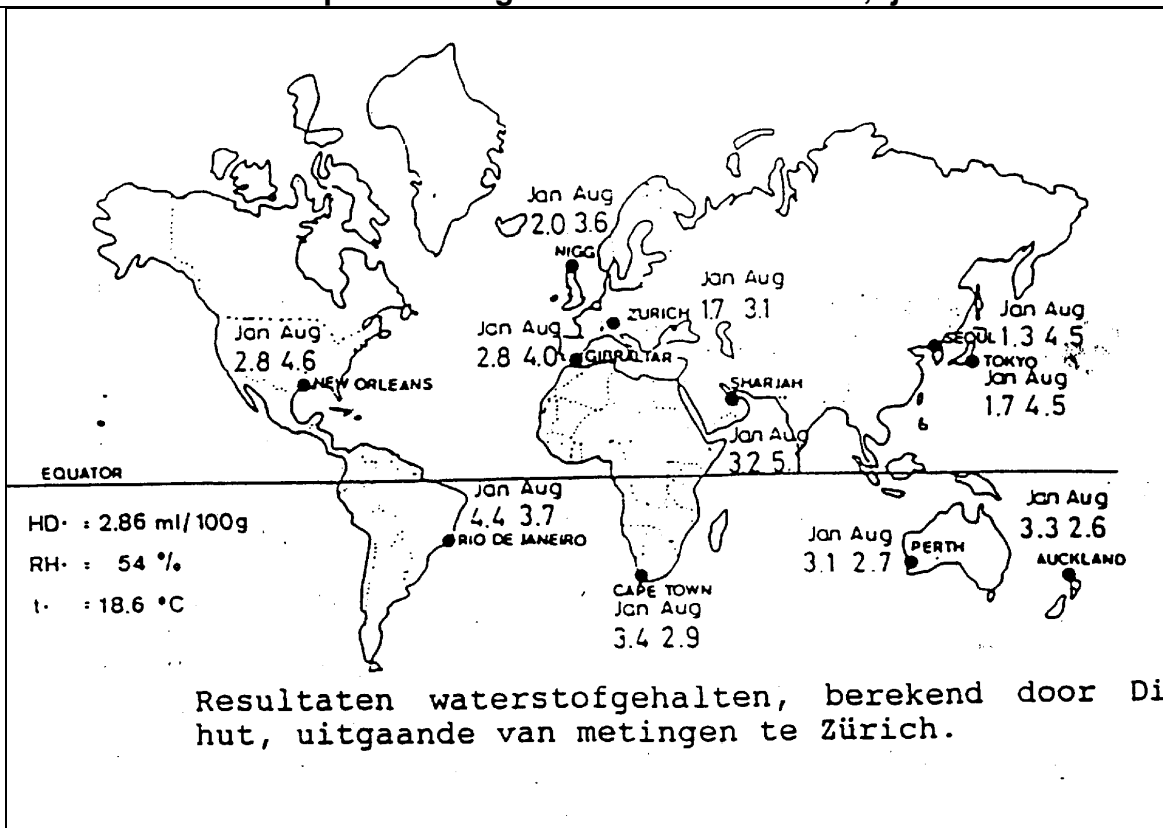 Jan Aug
2.0 3.6
NIGG
Jan Aug
1.7 3.1
ZURICH
Jan Aug
2.8 4.0
GIBRALTAR
Jan Aug
2.8 4.6
NEW ORLEANS
Jan Aug
1.3 4.5
SEOUL
TOKYO
Jan Aug
1.7 4.5
SHARJAH
Jan Aug
3.2 5.
EQUATOR
Jan Aug
4.4 3.7
RIO DE JANEIRO
Jan Aug
3.3 2.6
AUCKLAND
Jan Aug
3.1 2.7
PERTH
CAPE TOWN
Jan Aug
3.4 2.9
HD· : 2.86 ml/100g
RH· : 54 %
t· : 18.6 °C
Resultaten waterstofgehalten, berekend door Di
hut, uitgaande van metingen te Zürich.